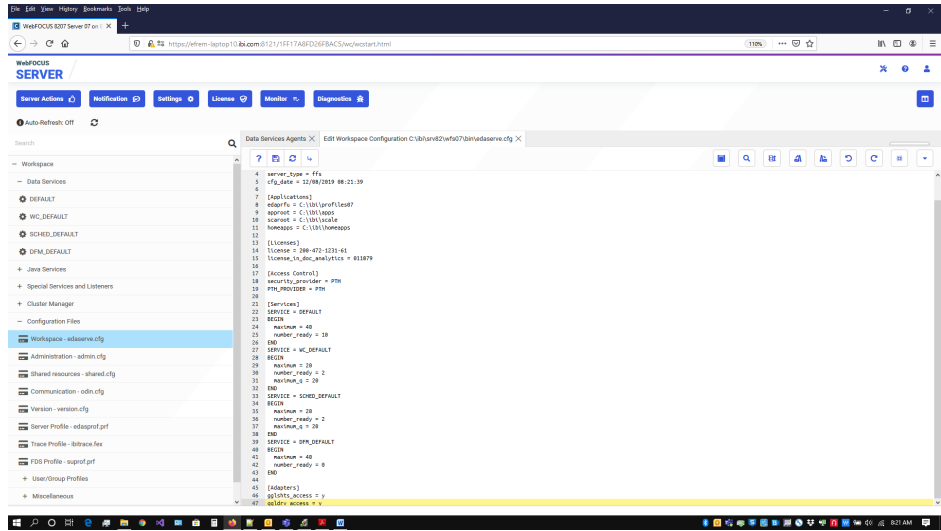 File Edit View History Bookmarks Tools Help
WebFOCUS 8207 Server 07 on
https://efrem-laptop10.ibi.com:8121/1FF17A8FD26FBAC5/wc/wcstart.html
110%
WebFOCUS
SERVER
Server Actions
Notification
Settings
License
Monitor
Diagnostics
Auto-Refresh: Off
Search
Data Services Agents
Edit Workspace Configuration C:\ibi\srv82\wfs07\bin\edaserve.cfg
Workspace
Data Services
DEFAULT
WC_DEFAULT
SCHED_DEFAULT
DFM_DEFAULT
Java Services
Special Services and Listeners
Cluster Manager
Configuration Files
Workspace - edaserve.cfg
Administration - admin.cfg
Shared resources - shared.cfg
Communication - odin.cfg
Version - version.cfg
Server Profile - edasprof.prf
Trace Profile - ibitrace.fex
FDS Profile - suprof.prf
User/Group Profiles
Miscellaneous
4 server_type = ffs
5 cfg_date = 12/08/2019 08:21:39
6
7 [Applications]
8 edaprfu = C:\ibi\profiles07
9 approot = C:\ibi\apps
10 scaroot = C:\ibi\scale
11 homeapps = C:\ibi\homeapps
12
13 [Licenses]
14 license = 200-472-1231-61
15 license_in_doc_analytics = 011879
16
17 [Access Control]
18 security_provider = PTH
19 PTH_PROVIDER = PTH
20
21 [Services]
22 SERVICE = DEFAULT
23 BEGIN
24 maximum = 40
25 number_ready = 10
26 END
27 SERVICE = WC_DEFAULT
28 BEGIN
29 maximum = 20
30 number_ready = 2
31 maximum_q = 20
32 END
33 SERVICE = SCHED_DEFAULT
34 BEGIN
35 maximum = 20
36 number_ready = 2
37 maximum_q = 20
38 END
39 SERVICE = DFM_DEFAULT
40 BEGIN
41 maximum = 40
42 number_ready = 0
43 END
44
45 [Adapters]
46 gglshts_access = y
47 ggldrv_access = y
8:21 AM